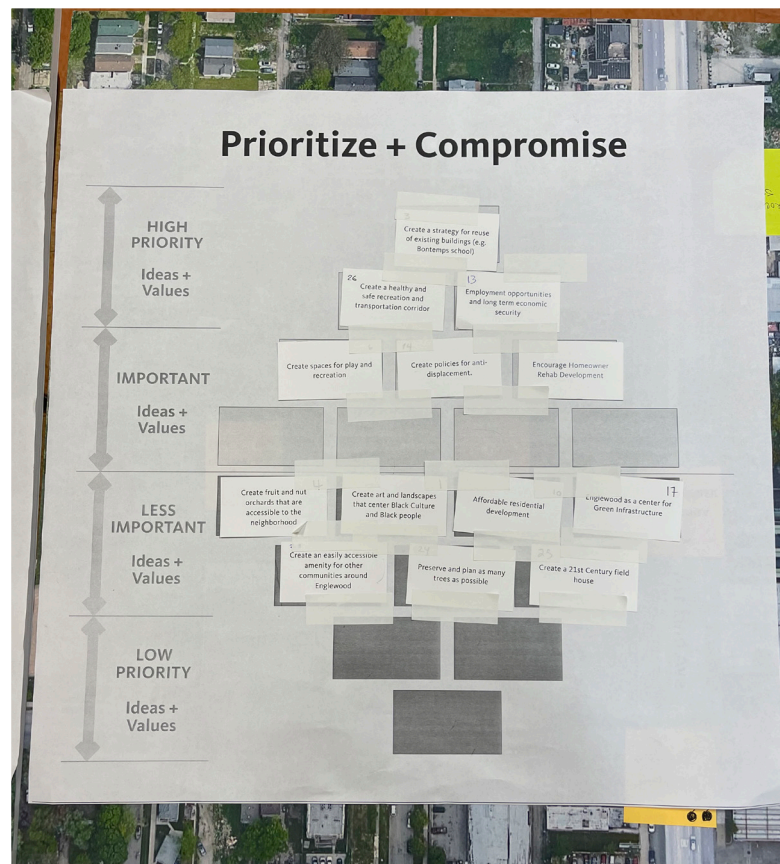 Prioritize + Compromise
HIGH
PRIORITY
Ideas +
Values
Create a strategy for reuse
of existing buildings (e.g.
Bontemps school)
26
Create a healthy and
safe recreation and
transportation corridor
13
Employment opportunities
and long term economic
security
IMPORTANT
Ideas +
Values
Create spaces for play and
recreation
Create policies for anti-
displacement.
Encourage Homeowner
Rehab Development
LESS
IMPORTANT
Ideas +
Values
Create fruit and nut
orchards that are
accessible to the
neighborhood
Create art and landscapes
that center Black Culture
and Black people
Affordable residential
development
17
Englewood as a center for
Green Infrastructure
Create an easily accessible
amenity for other
communities around
Englewood
Preserve and plan as many
trees as possible
23
Create a 21st Century field
house
LOW
PRIORITY
Ideas +
Values